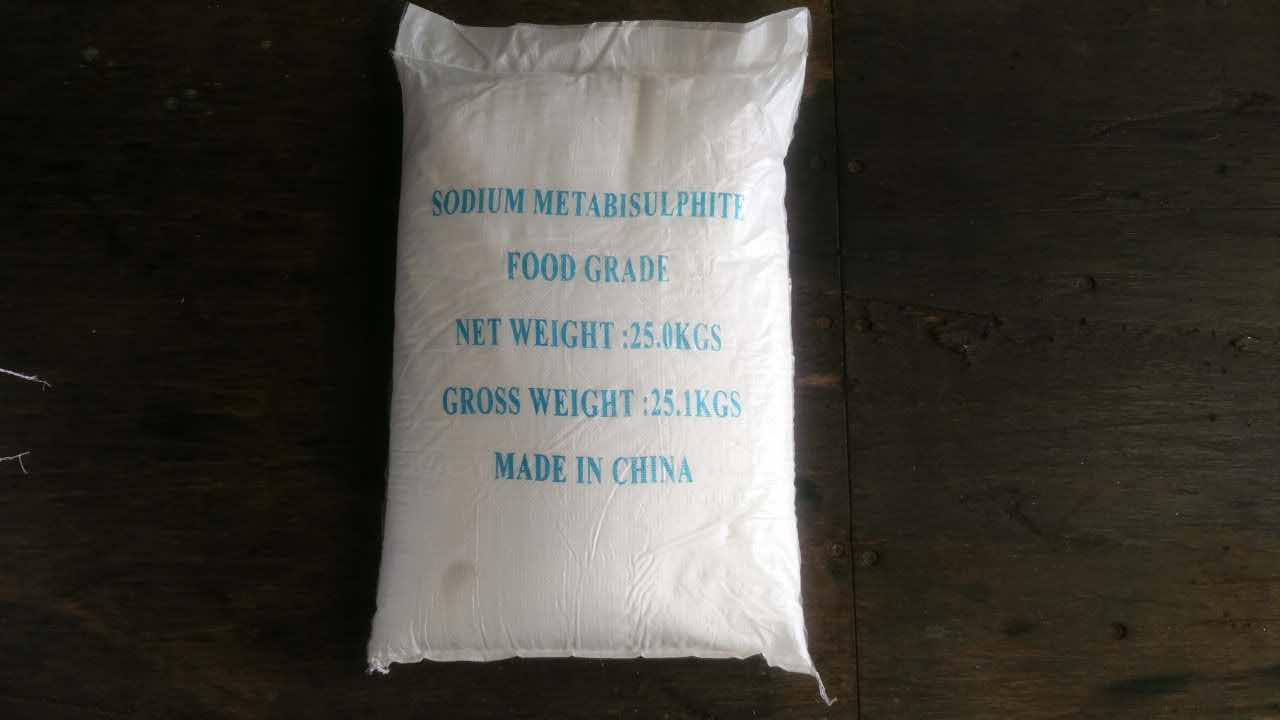 SODIUM METABISULPHITE
FOOD GRADE
NET WEIGHT :25.0KGS
GROSS WEIGHT :25.1KGS
MADE IN CHINA